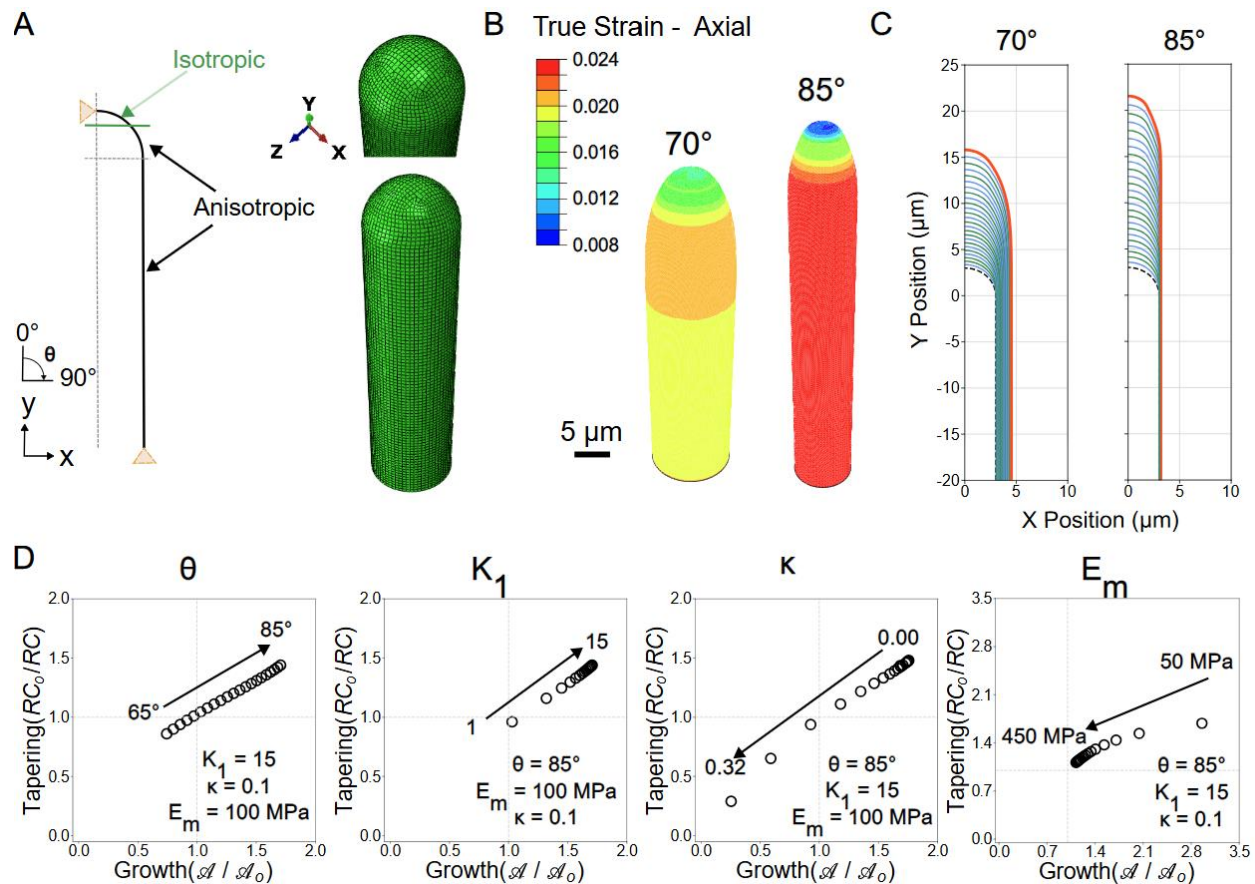 A
Isotropic
Anisotropic
0°
θ
90°
y
x
Y
Z
X
B
True Strain - Axial
0.024
0.020
0.016
0.012
0.008
70°
85°
5 µm
C
70°
85°
25
20
15
10
5
0
-5
-10
-15
-20
Y Position (µm)
0
5
10
0
5
10
X Position (µm)
D
θ
2.0
1.5
1.0
0.5
0.0
Tapering(RCₒ/RC)
85°
65°
K₁ = 15
κ = 0.1
Eₘ = 100 MPa
0.0
0.5
1.0
1.5
2.0
Growth(𝒜 / 𝒜ₒ)
K₁
2.0
1.5
1.0
0.5
0.0
Tapering(RCₒ/RC)
15
1
θ = 85°
Eₘ = 100 MPa
κ = 0.1
0.0
0.5
1.0
1.5
2.0
Growth(𝒜 / 𝒜ₒ)
κ
2.0
1.5
1.0
0.5
0.0
Tapering(RCₒ/RC)
0.00
0.32
θ = 85°
K₁ = 15
Eₘ = 100 MPa
0.0
0.5
1.0
1.5
2.0
Growth(𝒜 / 𝒜ₒ)
Eₘ
3.5
2.8
2.1
1.4
0.7
0.0
Tapering(RCₒ/RC)
50 MPa
450 MPa
θ = 85°
K₁ = 15
κ = 0.1
0.0
0.7
1.4
2.1
2.8
3.5
Growth(𝒜 / 𝒜ₒ)